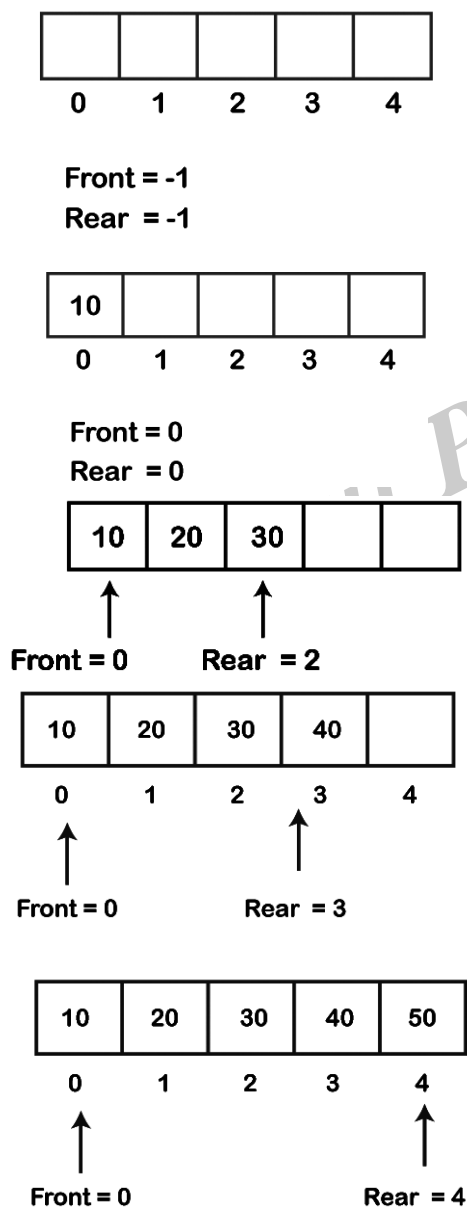 0 1 2 3 4
Front = -1
Rear = -1
10
0 1 2 3 4
Front = 0
Rear = 0
10 20 30
Front = 0 Rear = 2
10 20 30 40
0 1 2 3 4
Front = 0 Rear = 3
10 20 30 40 50
0 1 2 3 4
Front = 0 Rear = 4